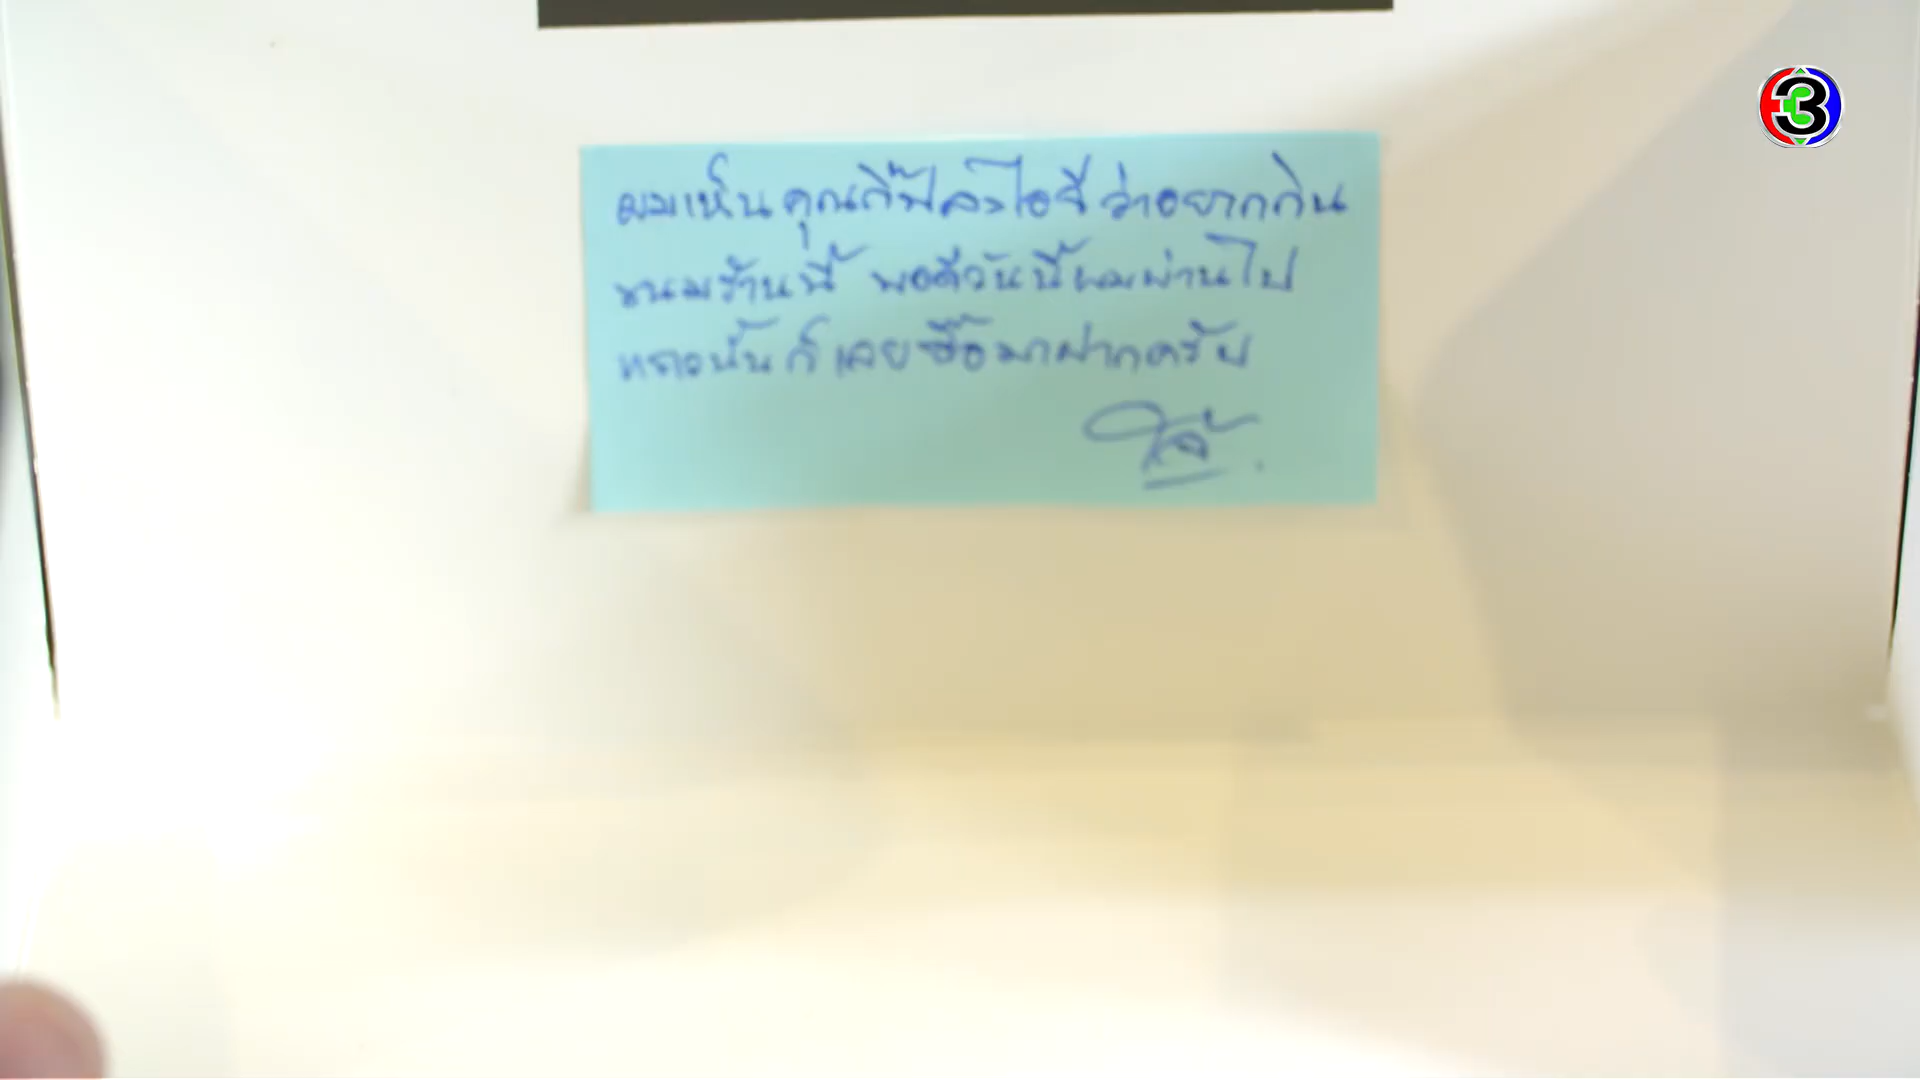 3
ผมเห็นคุณกิ๊ฟลงไอจีว่าอยากกิน
ขนมร้านนี้ พอดีวันนี้ผมผ่านไป
แถวนั้นก็เลยซื้อมาฝากครับ